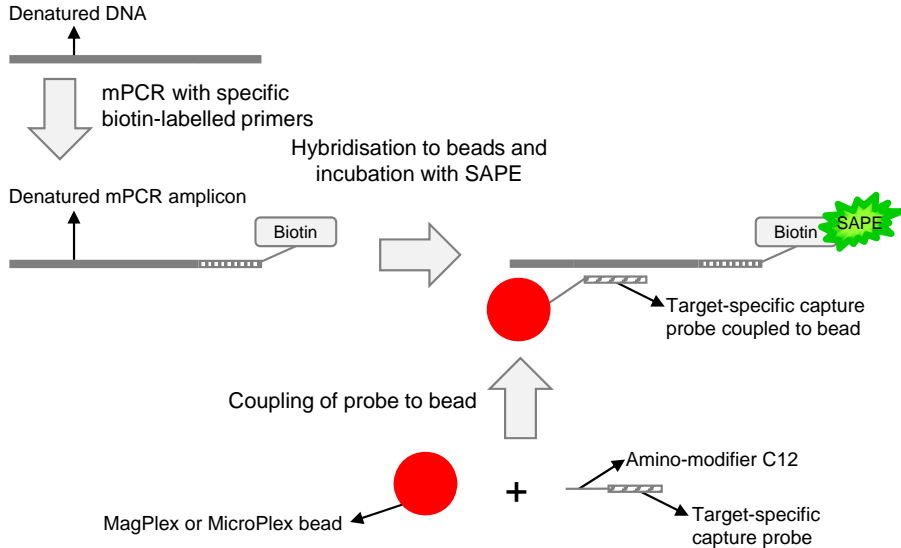 Denatured DNA
mPCR with specific
biotin-labelled primers
Hybridisation to beads and
incubation with SAPE
Denatured mPCR amplicon
Biotin
Biotin
SAPE
Target-specific capture
probe coupled to bead
Coupling of probe to bead
Amino-modifier C12
+
MagPlex or MicroPlex bead
Target-specific
capture probe